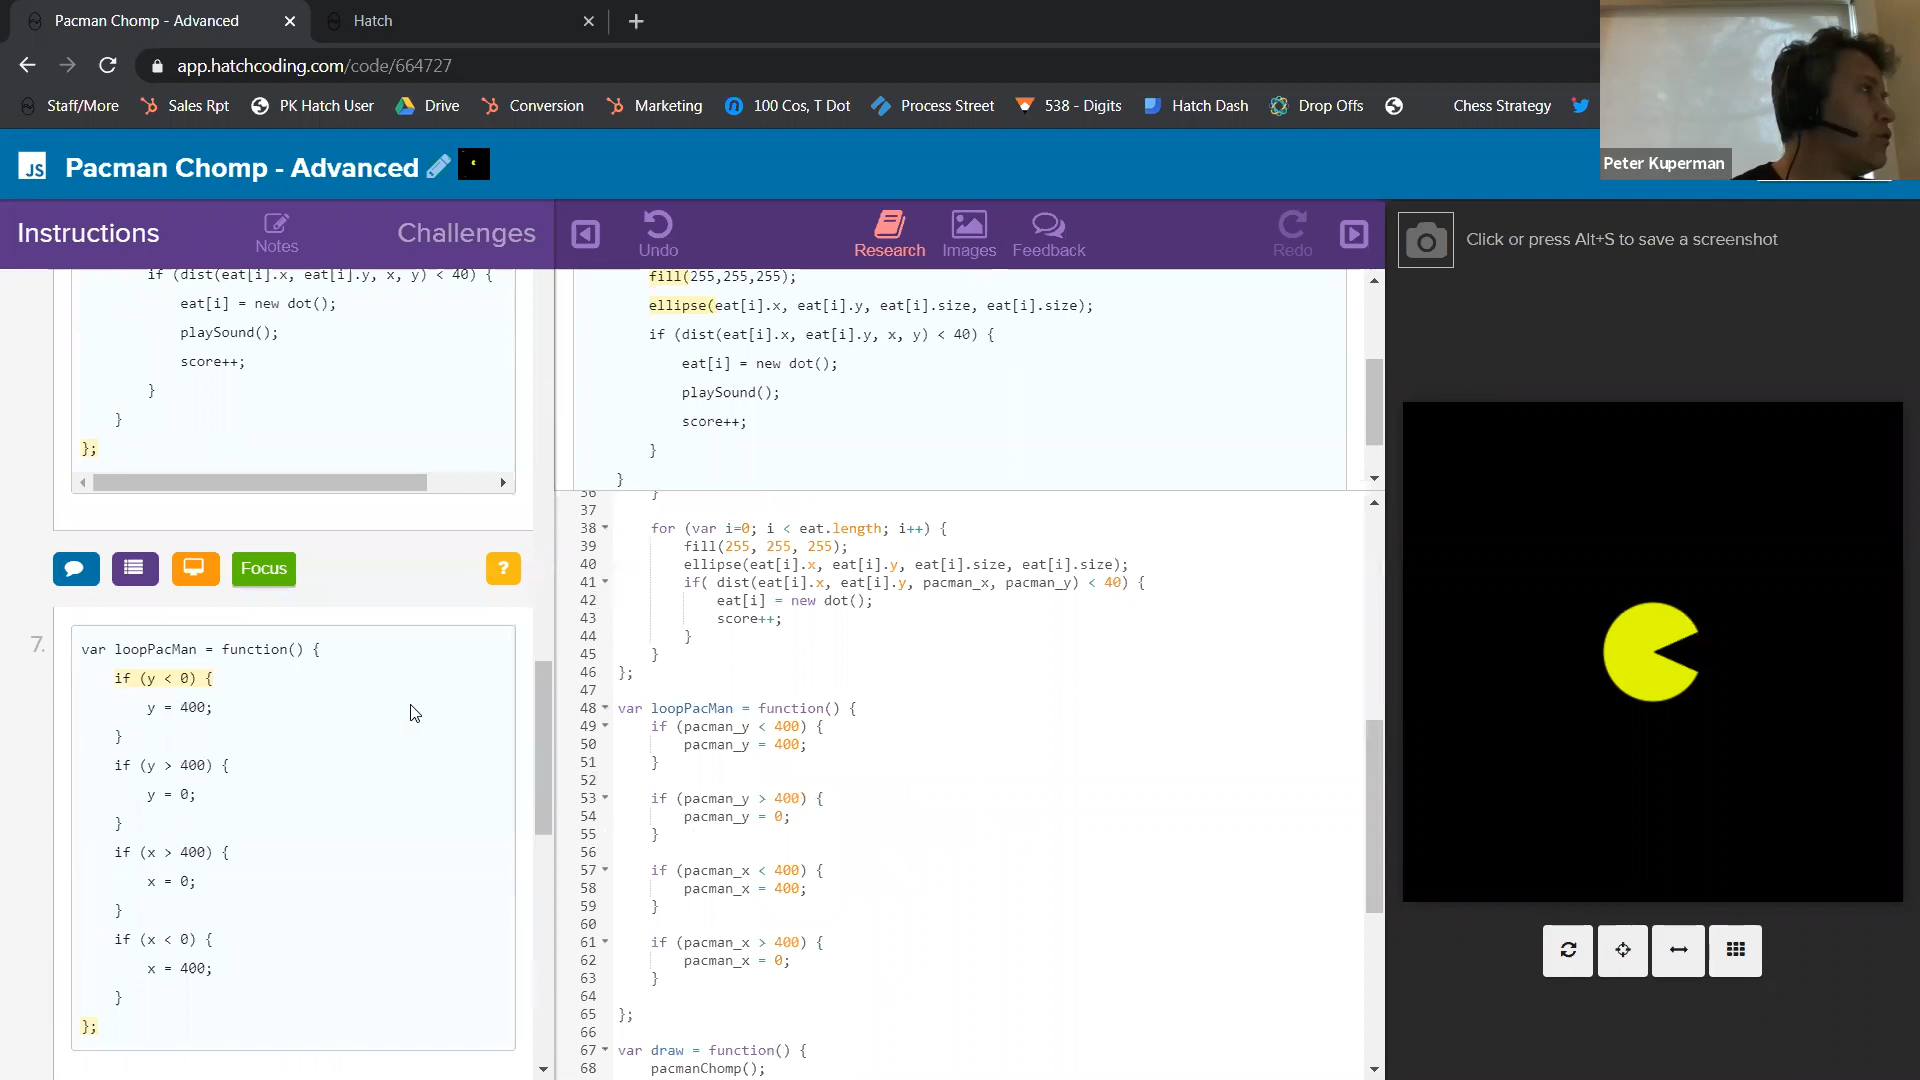 Pacman Chomp - Advanced
Hatch
app.hatchcoding.com/code/664727
Staff/More
Sales Rpt
PK Hatch User
Drive
Conversion
Marketing
100 Cos, T Dot
Process Street
538 - Digits
Hatch Dash
Drop Offs
Chess Strategy
Peter Kuperman
JS
Pacman Chomp - Advanced
Instructions
Notes
Challenges
Undo
Research
Images
Feedback
Redo
Click or press Alt+S to save a screenshot
if (dist(eat[i].x, eat[i].y, x, y) < 40) {
eat[i] = new dot();
playSound();
score++;
}
}
};
Focus
?
7.
var loopPacMan = function() {
if (y < 0) {
y = 400;
}
if (y > 400) {
y = 0;
}
if (x > 400) {
x = 0;
}
if (x < 0) {
x = 400;
}
};
fill(255,255,255);
ellipse(eat[i].x, eat[i].y, eat[i].size, eat[i].size);
if (dist(eat[i].x, eat[i].y, x, y) < 40) {
eat[i] = new dot();
playSound();
score++;
}
}
36 }
37
38 for (var i=0; i < eat.length; i++) {
39 fill(255, 255, 255);
40 ellipse(eat[i].x, eat[i].y, eat[i].size, eat[i].size);
41 if( dist(eat[i].x, eat[i].y, pacman_x, pacman_y) < 40) {
42 eat[i] = new dot();
43 score++;
44 }
45 }
46 };
47
48 var loopPacMan = function() {
49 if (pacman_y < 400) {
50 pacman_y = 400;
51 }
52
53 if (pacman_y > 400) {
54 pacman_y = 0;
55 }
56
57 if (pacman_x < 400) {
58 pacman_x = 400;
59 }
60
61 if (pacman_x > 400) {
62 pacman_x = 0;
63 }
64
65 };
66
67 var draw = function() {
68 pacmanChomp();